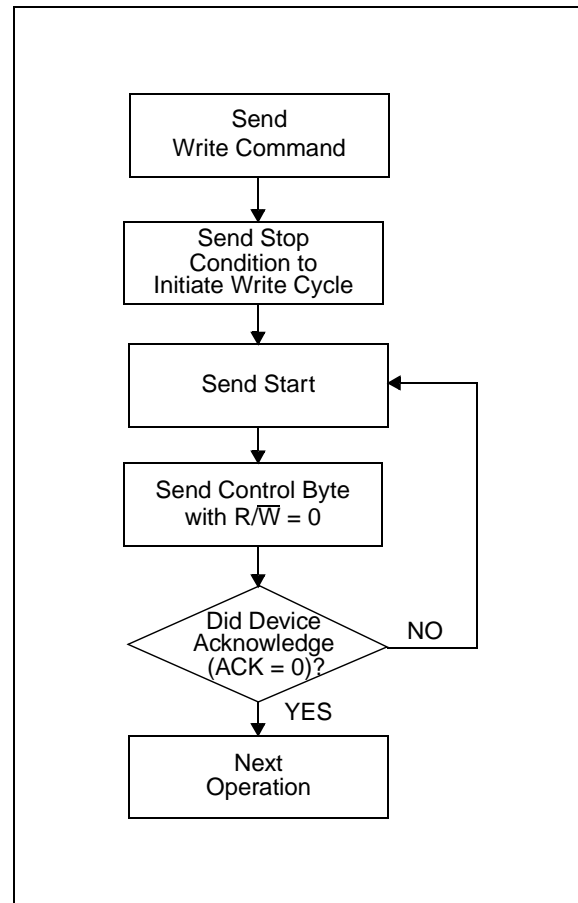 Send
Write Command
Send Stop
Condition to
Initiate Write Cycle
Send Start
Send Control Byte
with R/W̅ = 0
Did Device
Acknowledge
(ACK = 0)?
NO
YES
Next
Operation